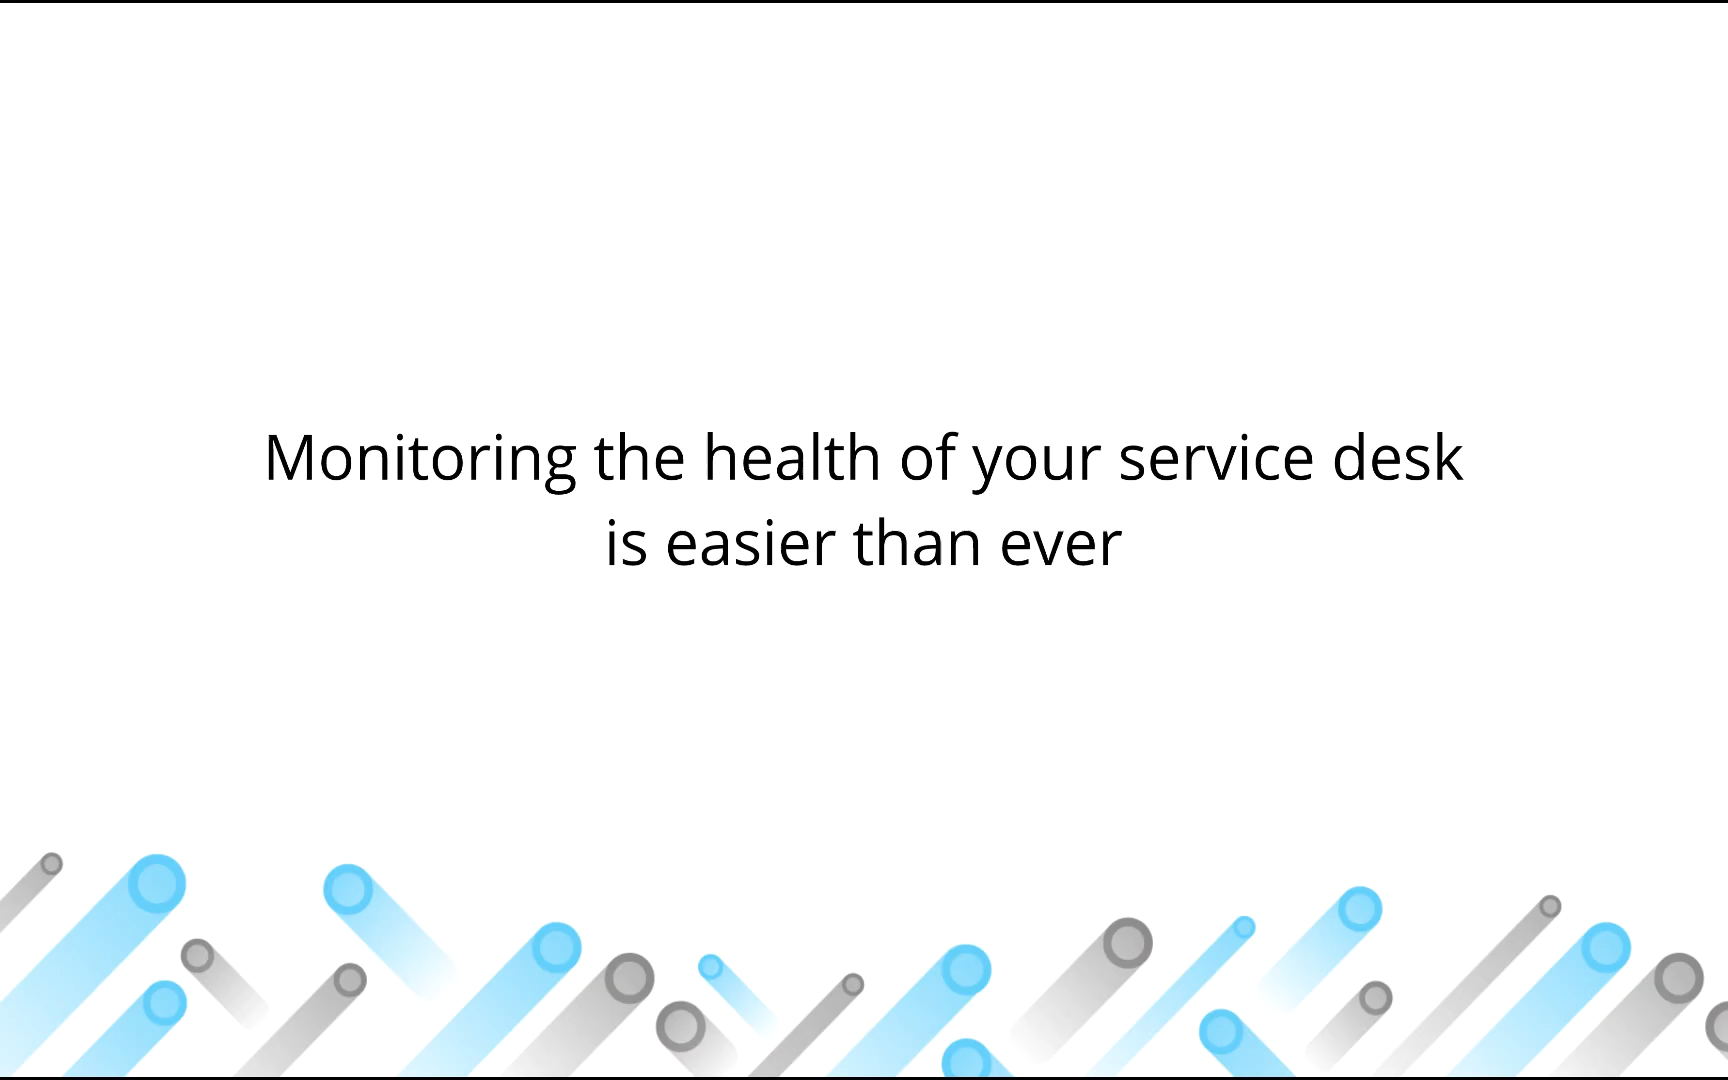 Monitoring the health of your service desk
is easier than ever